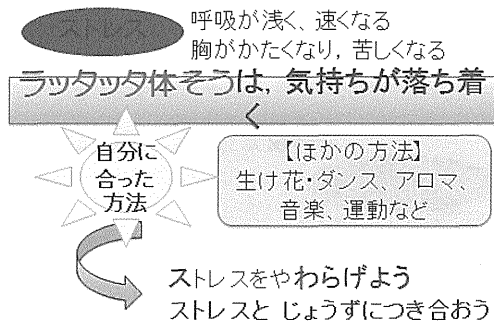 ストレス
呼吸が浅く、速くなる
胸がかたくなり，苦しくなる
ラッタッタ体そうは，気持ちが落ち着
く
自分に
合った
方法
【ほかの方法】
生け花・ダンス、アロマ、
音楽、運動など
ストレスをやわらげよう
ストレスと じょうずにつき合おう